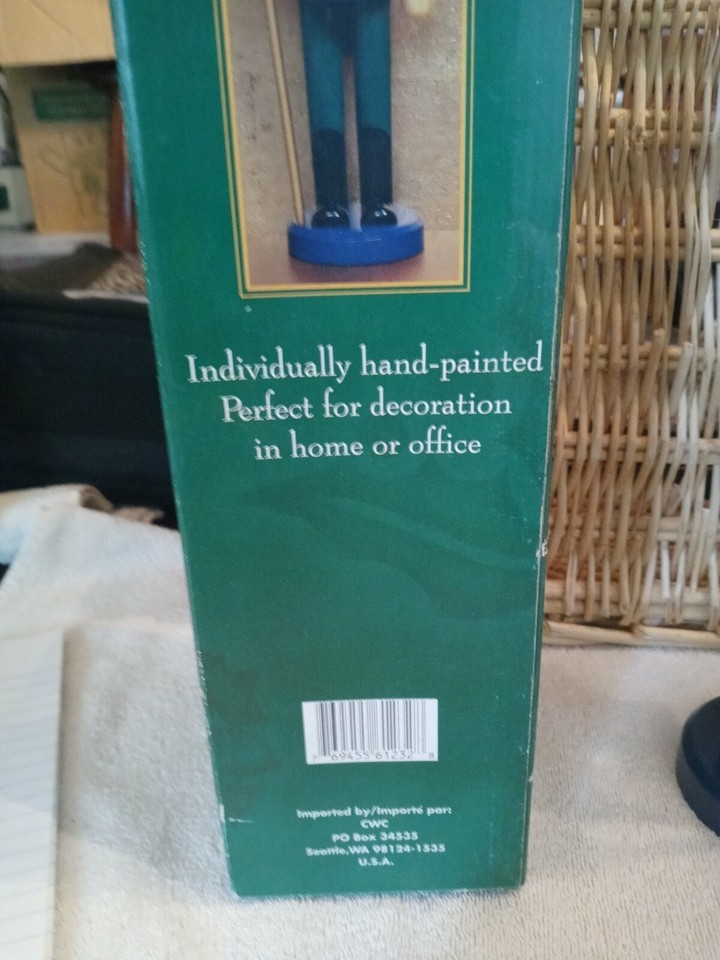 Individually hand-painted
Perfect for decoration
in home or office
7 69455 61232 8
Imported by/Importé par:
CWC
PO Box 34535
Seattle,WA 98124-1535
U.S.A.